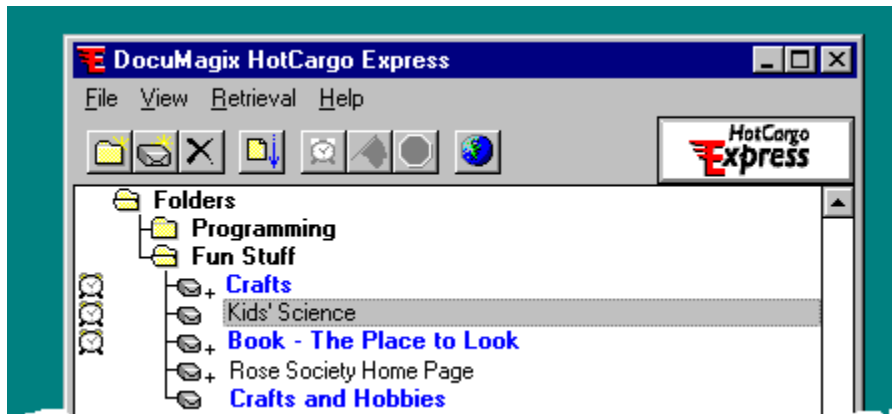 DocuMagix HotCargo Express
File View Retrieval Help
HotCargo
Express
Folders
Programming
Fun Stuff
Crafts
Kids' Science
Book - The Place to Look
Rose Society Home Page
Crafts and Hobbies